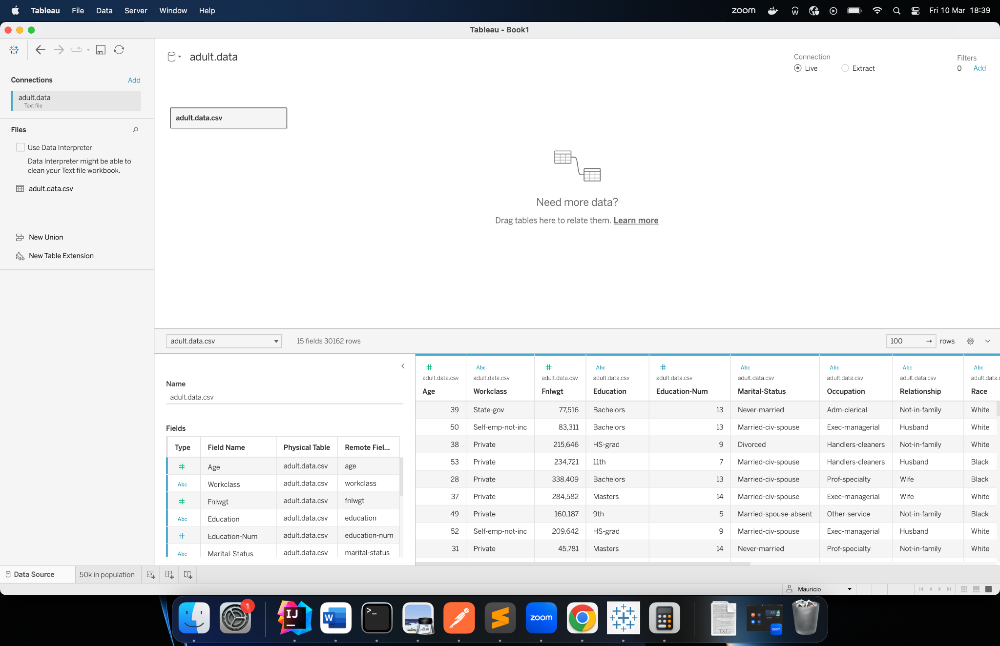 Tableau File Data Server Window Help zoom Fri 10 Mar 18:39
Tableau - Book1
adult.data
Connection
Live Extract
Filters
0 Add
Connections Add
adult.data
Text file
Files
Use Data Interpreter
Data Interpreter might be able to
clean your Text file workbook.
adult.data.csv
New Union
New Table Extension
adult.data.csv
Need more data?
Drag tables here to relate them. Learn more
adult.data.csv 15 fields 30162 rows 100 → rows
Name
adult.data.csv
Fields
Type Field Name Physical Table Remote Fiel...
# Age adult.data.csv age
Abc Workclass adult.data.csv workclass
# Fnlwgt adult.data.csv fnlwgt
Abc Education adult.data.csv education
# Education-Num adult.data.csv education-num
Abc Marital-Status adult.data.csv marital-status
# Abc # Abc # Abc Abc Abc Abc
adult.data.csv adult.data.csv adult.data.csv adult.data.csv adult.data.csv adult.data.csv adult.data.csv adult.data.csv adult.data.c
Age Workclass Fnlwgt Education Education-Num Marital-Status Occupation Relationship Race
39 State-gov 77,516 Bachelors 13 Never-married Adm-clerical Not-in-family White
50 Self-emp-not-inc 83,311 Bachelors 13 Married-civ-spouse Exec-managerial Husband White
38 Private 215,646 HS-grad 9 Divorced Handlers-cleaners Not-in-family White
53 Private 234,721 11th 7 Married-civ-spouse Handlers-cleaners Husband Black
28 Private 338,409 Bachelors 13 Married-civ-spouse Prof-specialty Wife Black
37 Private 284,582 Masters 14 Married-civ-spouse Exec-managerial Wife White
49 Private 160,187 9th 5 Married-spouse-absent Other-service Not-in-family Black
52 Self-emp-not-inc 209,642 HS-grad 9 Married-civ-spouse Exec-managerial Husband White
31 Private 45,781 Masters 14 Never-married Prof-specialty Not-in-family White
Data Source 50k in population
Mauricio
1
IJ W >_ zoom TXT zoom